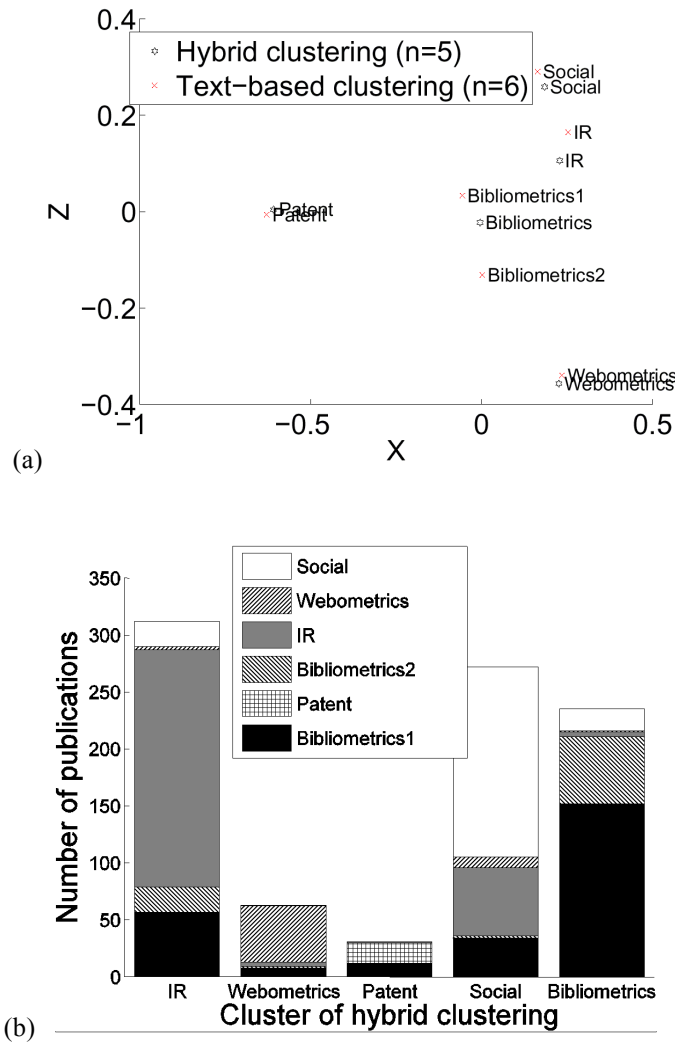 Hybrid clustering (n=5)
Text−based clustering (n=6)
Social
Social
0.2
IR
IR
Z
0
Patent
Patent
Bibliometrics1
Bibliometrics
−0.2
Bibliometrics2
Webometrics
Webometrics
−0.4
−1
−0.5
0
0.5
X
(a)
Social
Webometrics
IR
Bibliometrics2
Patent
Bibliometrics1
350
300
250
200
150
100
50
0
Number of publications
IR Webometrics Patent Social Bibliometrics
Cluster of hybrid clustering
(b)